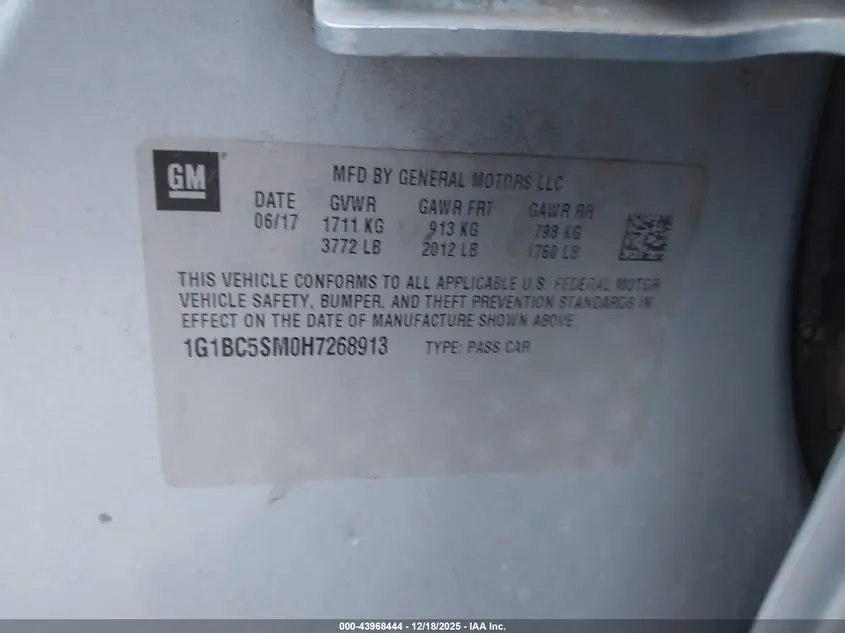 GM
MFD BY GENERAL MOTORS LLC
DATE GVWR GAWR FRT GAWR RR
06/17 1711 KG 913 KG 798 KG
3772 LB 2012 LB 1760 LB
THIS VEHICLE CONFORMS TO ALL APPLICABLE U.S. FEDERAL MOTOR
VEHICLE SAFETY, BUMPER, AND THEFT PREVENTION STANDARDS IN
EFFECT ON THE DATE OF MANUFACTURE SHOWN ABOVE
1G1BC5SM0H7268913 TYPE: PASS CAR
000-43968444 - 12/18/2025 - IAA Inc.